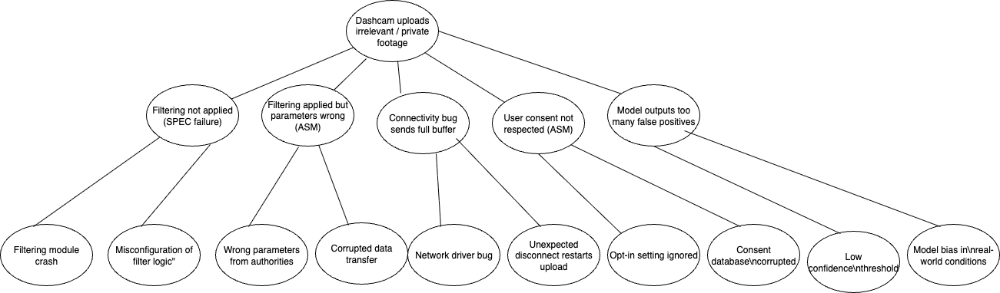 Dashcam uploads
irrelevant / private
footage
Filtering not applied
(SPEC failure)
Filtering applied but
parameters wrong
(ASM)
Connectivity bug
sends full buffer
User consent not
respected (ASM)
Model outputs too
many false positives
Filtering module
crash
Misconfiguration of
filter logic"
Wrong parameters
from authorities
Corrupted data
transfer
Network driver bug
Unexpected
disconnect restarts
upload
Opt-in setting ignored
Consent
database\ncorrupted
Low
confidence\nthreshold
Model bias in\nreal-
world conditions